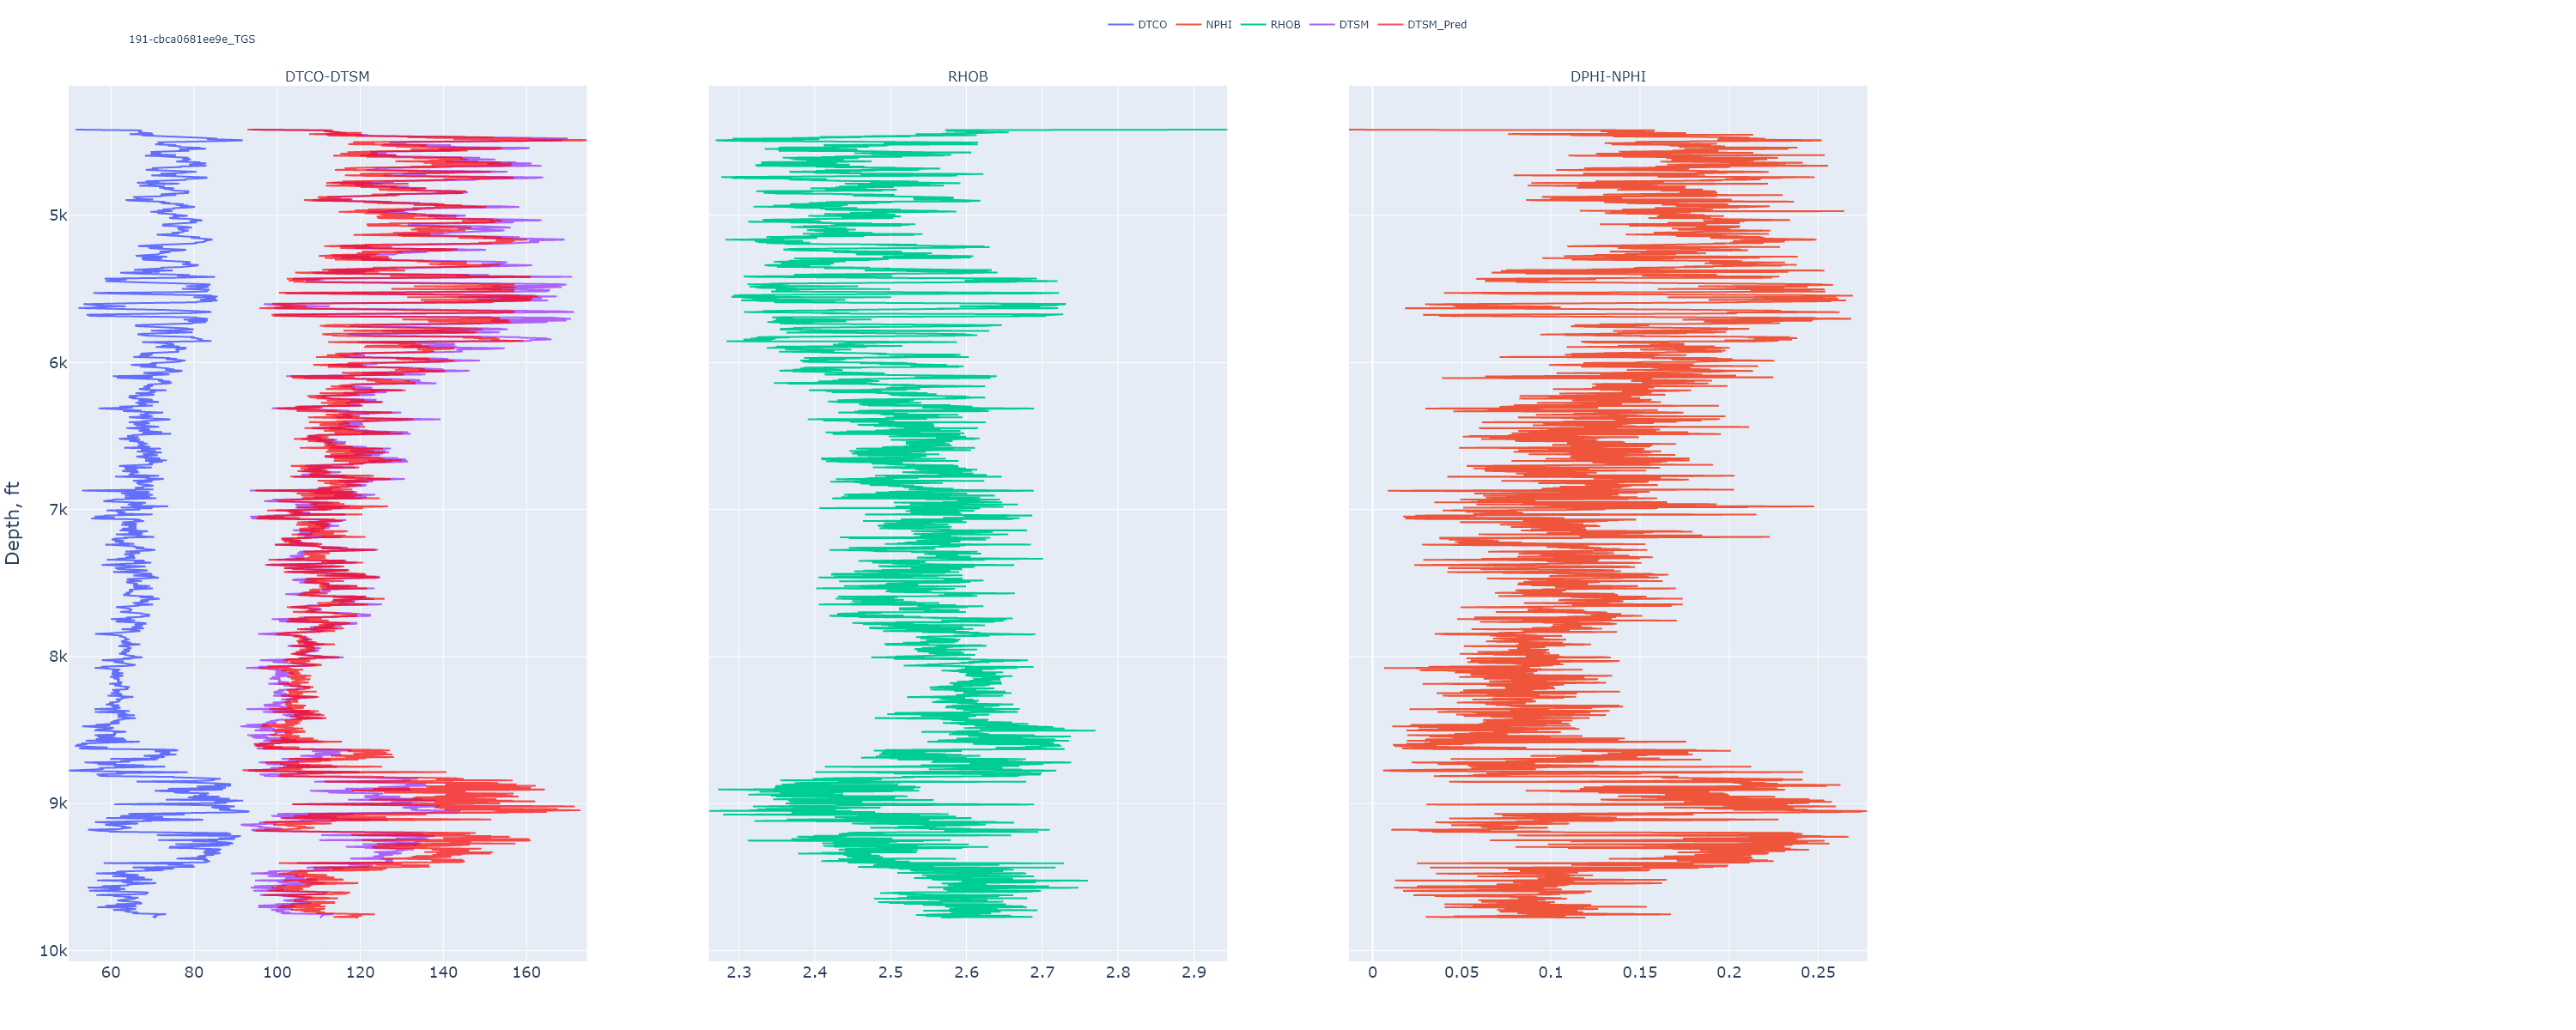 DTCO NPHI RHOB DTSM DTSM_Pred
191-cbca0681ee9e_TGS
DTCO-DTSM RHOB DPHI-NPHI
Depth, ft
5k
6k
7k
8k
9k
10k
60 80 100 120 140 160
2.3 2.4 2.5 2.6 2.7 2.8 2.9
0 0.05 0.1 0.15 0.2 0.25